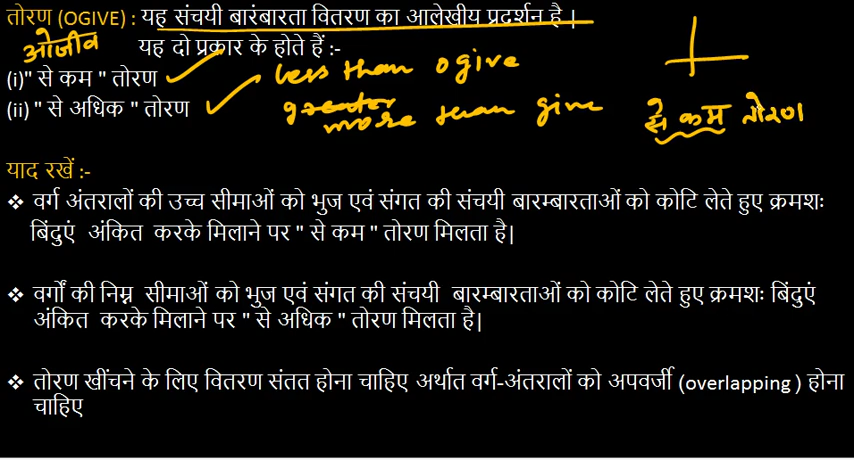 तोरण (OGIVE) : यह संचयी बारंबारता वितरण का आलेखीय प्रदर्शन है ।
ओजीव यह दो प्रकार के होते हैं :-
(i)" से कम " तोरण less than ogive
(ii) " से अधिक " तोरण greater more than give से कम तोरण
याद रखें :-
❖ वर्ग अंतरालों की उच्च सीमाओं को भुज एवं संगत की संचयी बारम्बारताओं को कोटि लेते हुए क्रमशः
बिंदुएं अंकित करके मिलाने पर " से कम " तोरण मिलता है।
❖ वर्गों की निम्न सीमाओं को भुज एवं संगत की संचयी बारम्बारताओं को कोटि लेते हुए क्रमशः बिंदुएं
अंकित करके मिलाने पर " से अधिक " तोरण मिलता है।
❖ तोरण खींचने के लिए वितरण संतत होना चाहिए अर्थात वर्ग-अंतरालों को अपवर्जी (overlapping ) होना
चाहिए